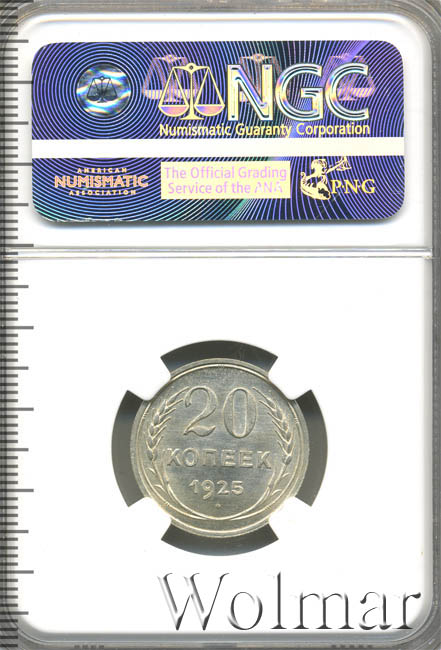 NGC
Numismatic Guaranty Corporation
AMERICAN
NUMISMATIC
ASSOCIATION
The Official Grading
Service of the ANA
PNG
20
КОПЕЕК
1925
Wolmar